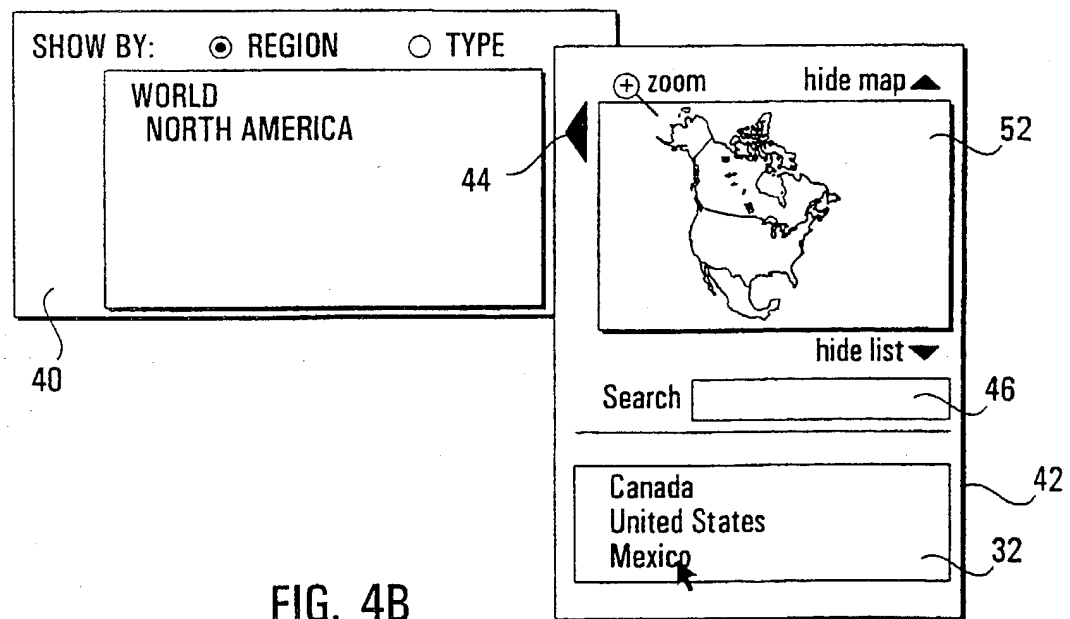 SHOW BY: REGION TYPE
WORLD
NORTH AMERICA
44
40
zoom hide map
52
hide list
Search
46
Canada
United States
Mexico
42
32
FIG. 4B